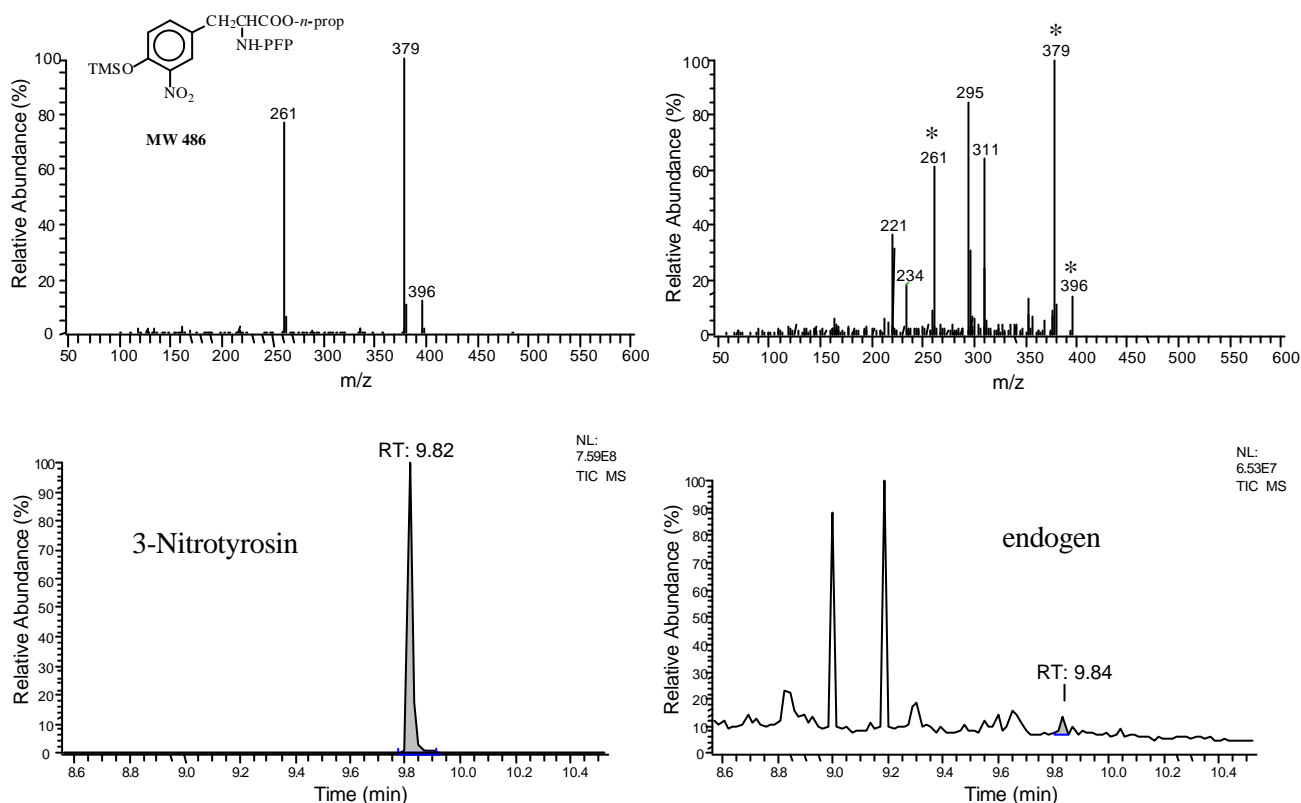 CH2CHCOO-n-prop
NH-PFP
TMSO
NO2
MW 486
379
261
396
Relative Abundance (%)
100
80
60
40
20
0
50 100 150 200 250 300 350 400 450 500 550 600
m/z
*
379
295
*
261
311
221
234
*
396
Relative Abundance (%)
100
80
60
40
20
0
50 100 150 200 250 300 350 400 450 500 550 600
m/z
RT: 9.82
NL:
7.59E8
TIC MS
3-Nitrotyrosin
Relative Abundance (%)
100
90
80
70
60
50
40
30
20
10
0
8.6 8.8 9.0 9.2 9.4 9.6 9.8 10.0 10.2 10.4
Time (min)
NL:
6.53E7
TIC MS
endogen
RT: 9.84
Relative Abundance (%)
100
90
80
70
60
50
40
30
20
10
0
8.6 8.8 9.0 9.2 9.4 9.6 9.8 10.0 10.2 10.4
Time (min)